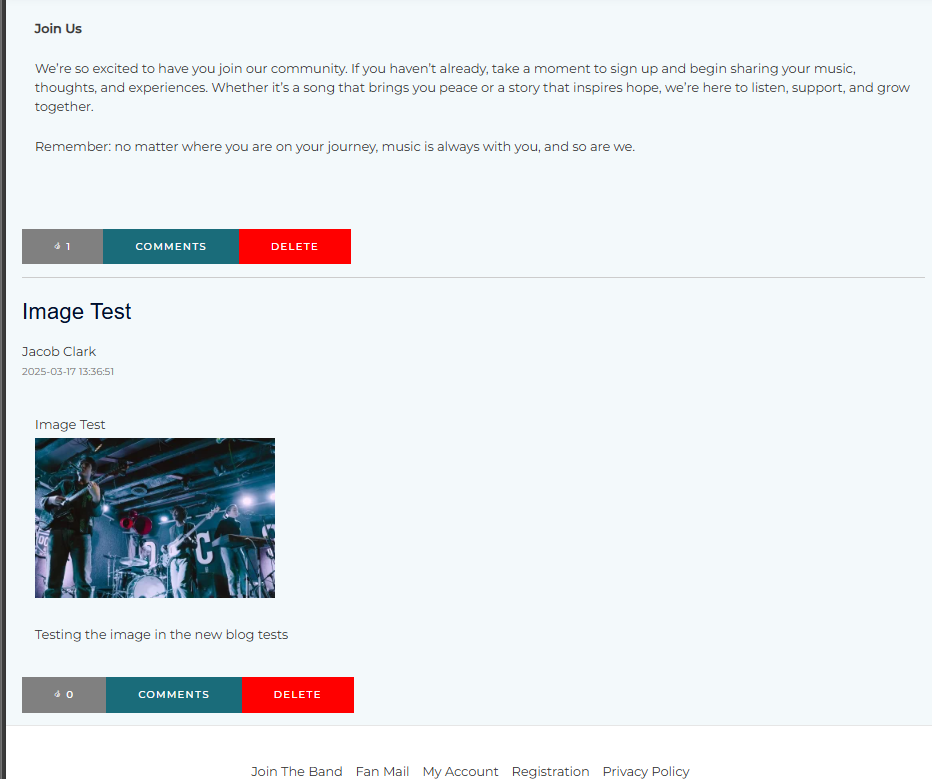 Join Us
We’re so excited to have you join our community. If you haven’t already, take a moment to sign up and begin sharing your music,
thoughts, and experiences. Whether it’s a song that brings you peace or a story that inspires hope, we’re here to listen, support, and grow
together.
Remember: no matter where you are on your journey, music is always with you, and so are we.
1 COMMENTS DELETE
Image Test
Jacob Clark
2025-03-17 13:36:51
Image Test
Testing the image in the new blog tests
0 COMMENTS DELETE
Join The Band Fan Mail My Account Registration Privacy Policy